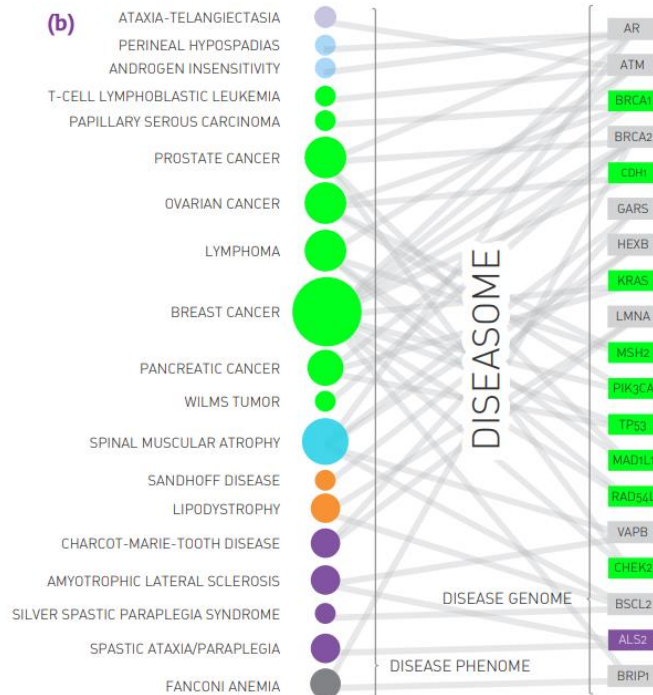 (b)
ATAXIA-TELANGIECTASIA
PERINEAL HYPOSPADIAS
ANDROGEN INSENSITIVITY
T-CELL LYMPHOBLASTIC LEUKEMIA
PAPILLARY SEROUS CARCINOMA
PROSTATE CANCER
OVARIAN CANCER
LYMPHOMA
BREAST CANCER
PANCREATIC CANCER
WILMS TUMOR
SPINAL MUSCULAR ATROPHY
SANDHOFF DISEASE
LIPODYSTROPHY
CHARCOT-MARIE-TOOTH DISEASE
AMYOTROPHIC LATERAL SCLEROSIS
SILVER SPASTIC PARAPLEGIA SYNDROME
SPASTIC ATAXIA/PARAPLEGIA
FANCONI ANEMIA
DISEASOME
DISEASE PHENOME
DISEASE GENOME
AR
ATM
BRCA1
BRCA2
CDH1
GARS
HEXB
KRAS
LMNA
MSH2
PIK3CA
TP53
MAD1L1
RAD54L
VAPB
CHEK2
BSCL2
ALS2
BRIP1